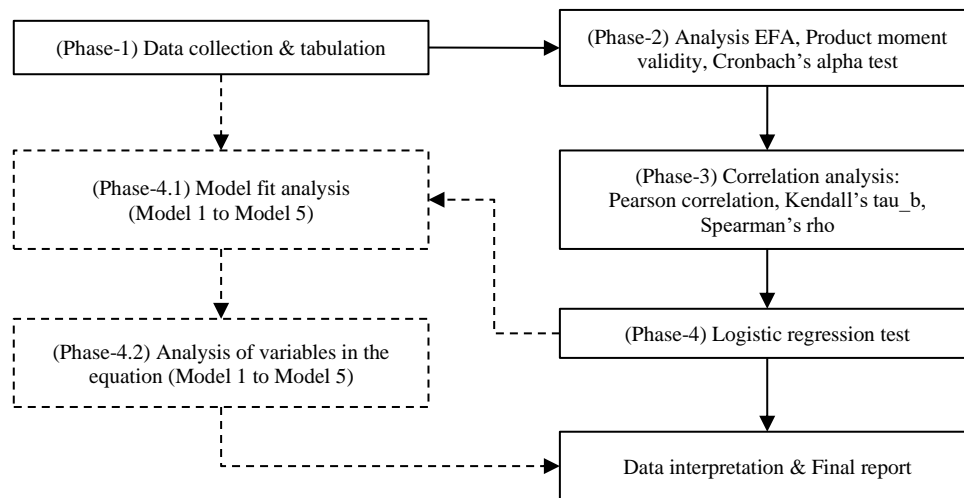 (Phase-1) Data collection & tabulation
(Phase-2) Analysis EFA, Product moment
validity, Cronbach’s alpha test
(Phase-4.1) Model fit analysis
(Model 1 to Model 5)
(Phase-3) Correlation analysis:
Pearson correlation, Kendall’s tau_b,
Spearman’s rho
(Phase-4.2) Analysis of variables in the
equation (Model 1 to Model 5)
(Phase-4) Logistic regression test
Data interpretation & Final report